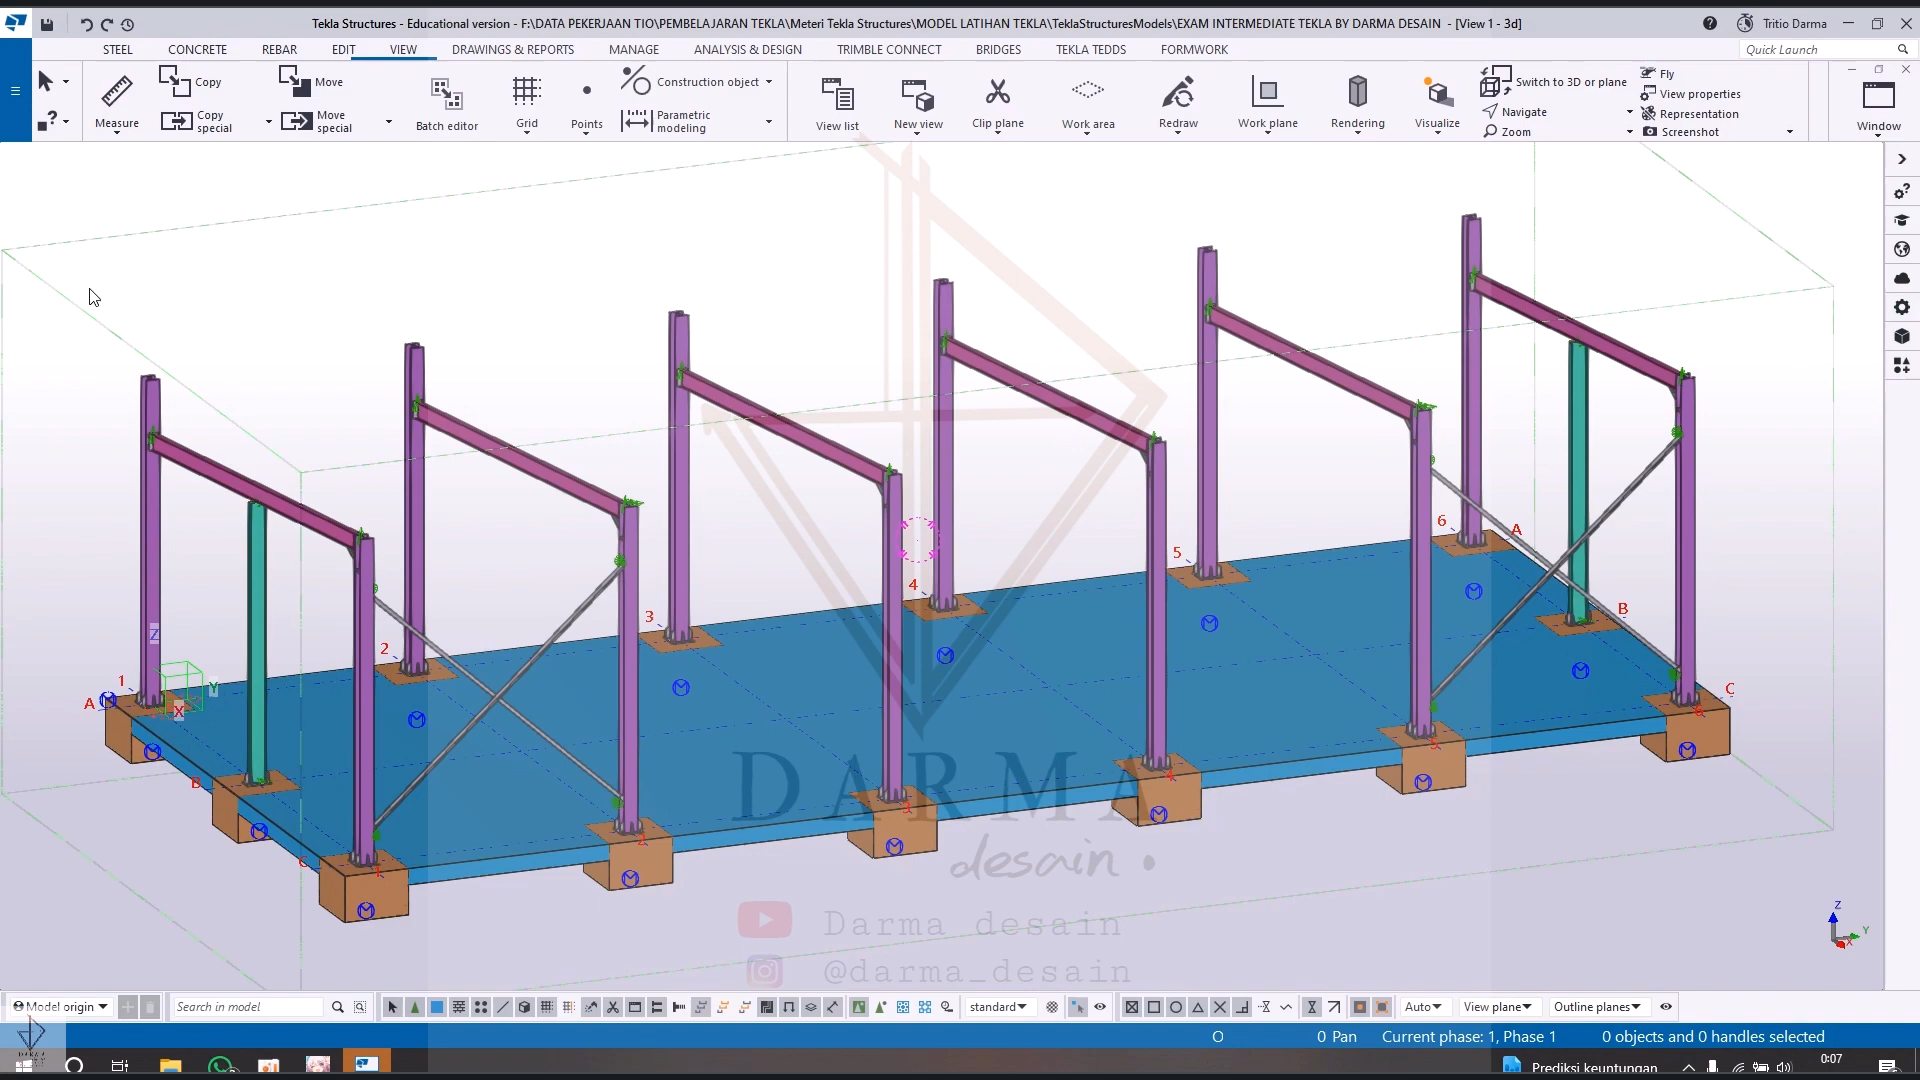 Tekla Structures - Educational version - F:\DATA PEKERJAAN TIO\PEMBELAJARAN TEKLA\Meteri Tekla Structures\MODEL LATIHAN TEKLA\TeklaStructuresModels\EXAM INTERMEDIATE TEKLA BY DARMA DESAIN - [View 1 - 3d]
Tritio Darma
STEEL CONCRETE REBAR EDIT VIEW DRAWINGS & REPORTS MANAGE ANALYSIS & DESIGN TRIMBLE CONNECT BRIDGES TEKLA TEDDS FORMWORK
Quick Launch
Measure
Copy
Copy special
Move
Move special
Batch editor
Grid
Points
Construction object
Parametric modeling
View list
New view
Clip plane
Work area
Redraw
Work plane
Rendering
Visualize
Switch to 3D or plane
Navigate
Zoom
Fly
View properties
Representation
Screenshot
Window
6 A
5
4
B
3
2
Z
1
Y
C
A
X
6
5
B
4
3
2
C
1
DARMA
desain.
Darma desain
@darma_desain
Z
Y
X
Model origin
Search in model
standard
Auto
View plane
Outline planes
O
0 Pan
Current phase: 1, Phase 1
0 objects and 0 handles selected
Prediksi keuntungan
0:07